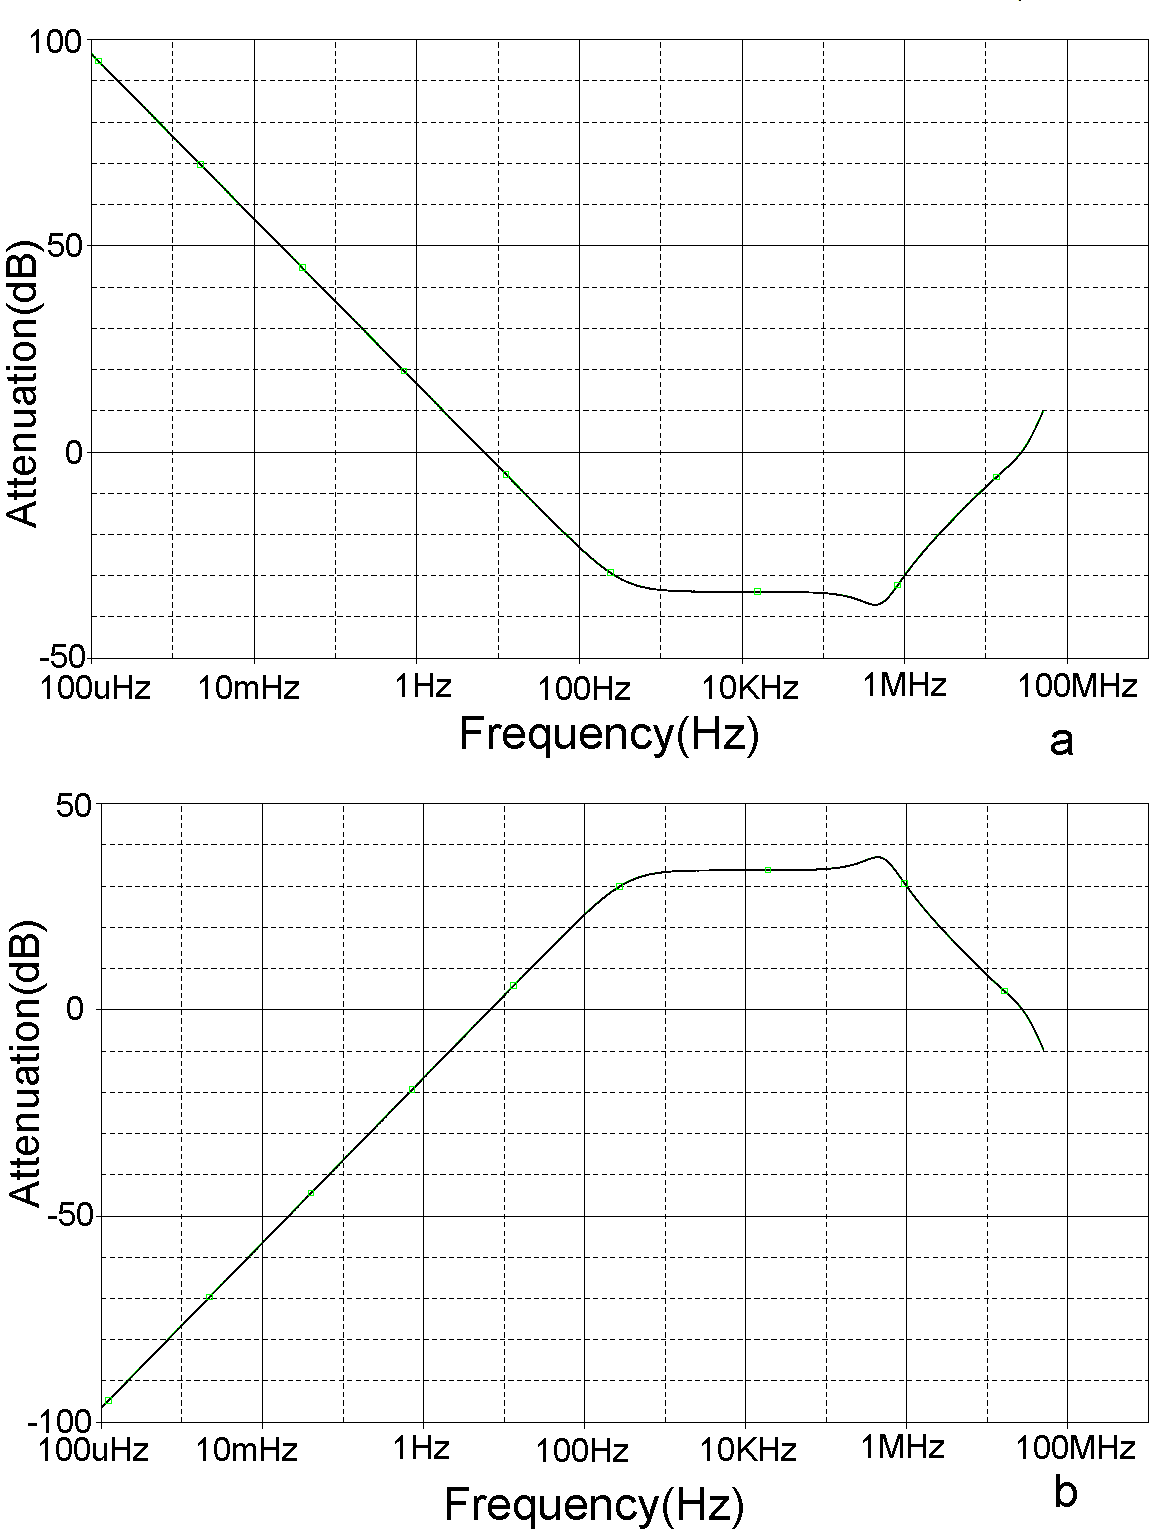 100
50
0
-50
Attenuation(dB)
100uHz 10mHz 1Hz 100Hz 10KHz 1MHz 100MHz
Frequency(Hz)
a
50
0
-50
-100
Attenuation(dB)
100uHz 10mHz 1Hz 100Hz 10KHz 1MHz 100MHz
Frequency(Hz)
b